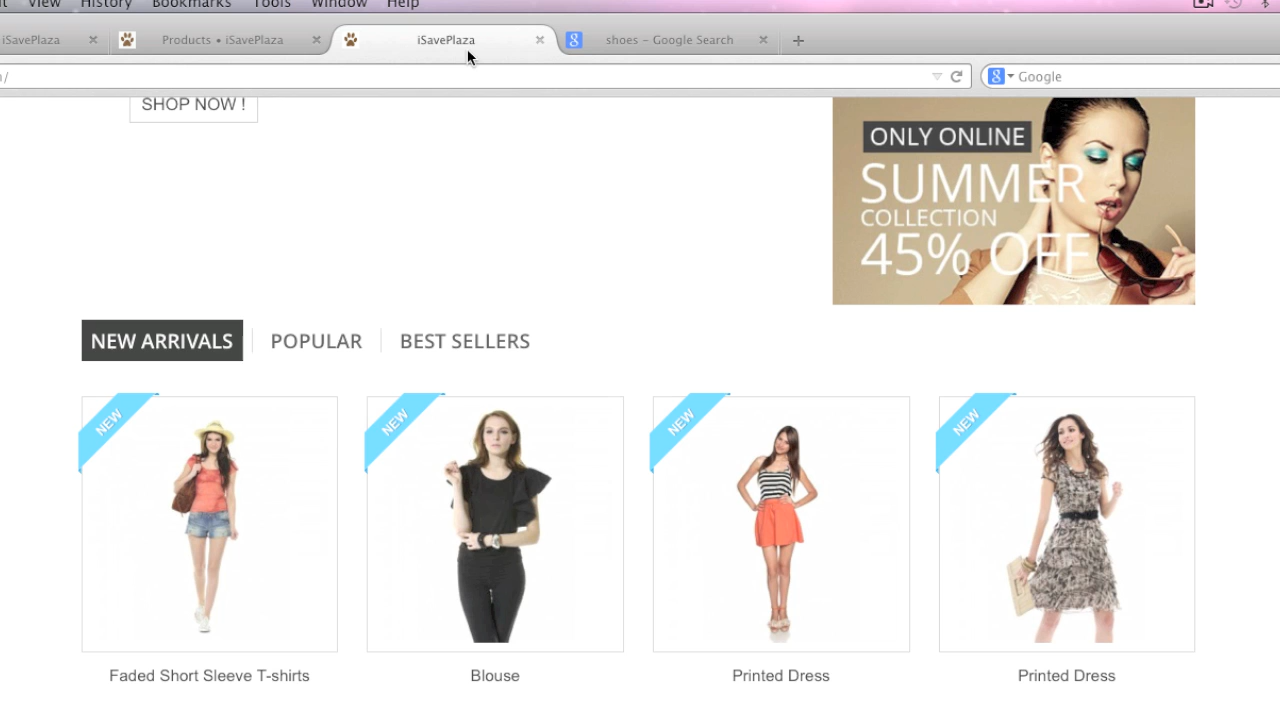 View History Bookmarks Tools Window Help
iSavePlaza Products • iSavePlaza iSavePlaza shoes - Google Search
/ Google
SHOP NOW !
ONLY ONLINE
SUMMER
COLLECTION
45% OFF
NEW ARRIVALS POPULAR BEST SELLERS
NEW NEW NEW NEW
Faded Short Sleeve T-shirts Blouse Printed Dress Printed Dress